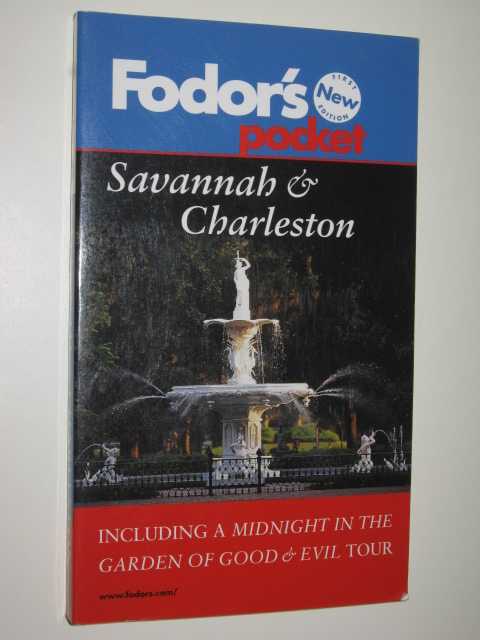 Fodor's
FIRST
New
EDITION
pocket
Savannah &
Charleston
INCLUDING A MIDNIGHT IN THE
GARDEN OF GOOD & EVIL TOUR
www.fodors.com/